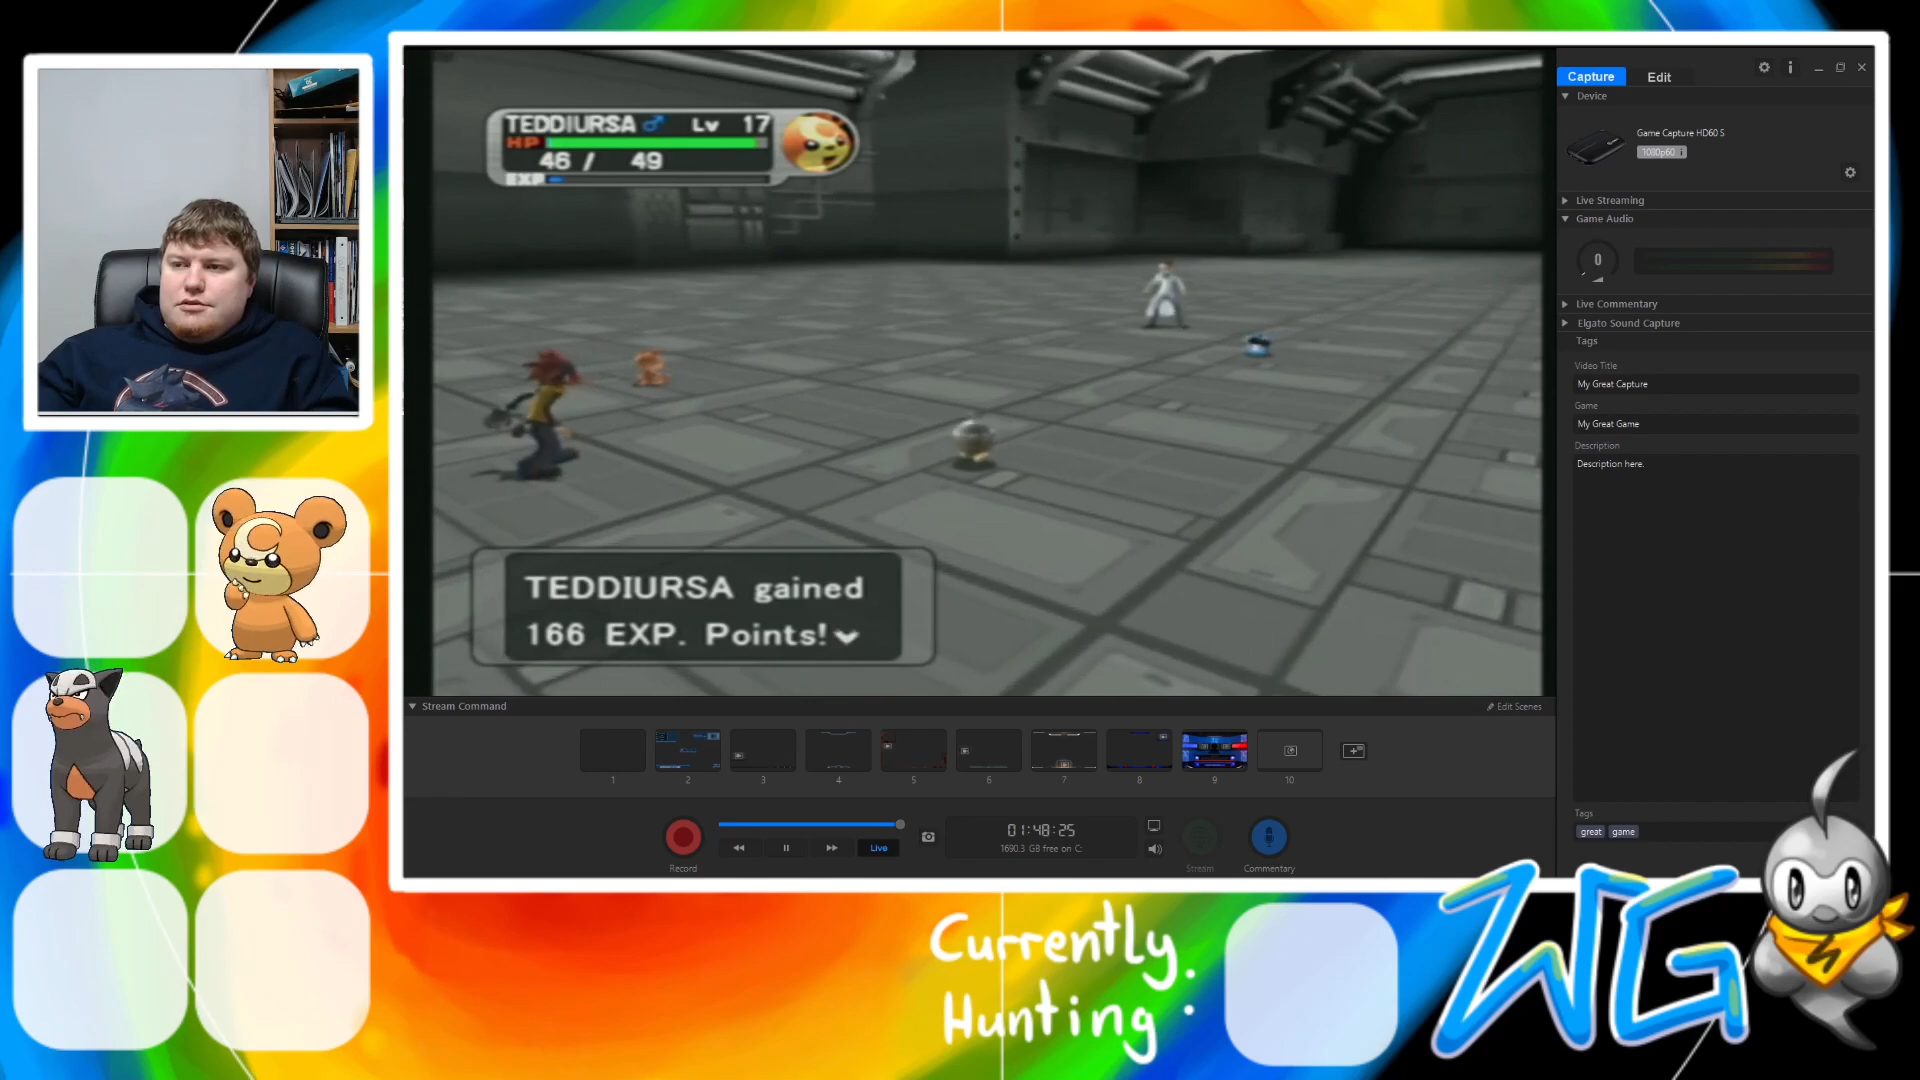 TEDDIURSA ♂ Lv 17
HP
46 / 49
EXP
TEDDIURSA gained
166 EXP. Points!
Capture Edit
Device
Game Capture HD60 S
1080p60 i
Live Streaming
Game Audio
0
Live Commentary
Elgato Sound Capture
Tags
Video Title
My Great Capture
Game
My Great Game
Description
Description here.
Tags
great game
Stream Command
Edit Scenes
1 2 3 4 5 6 7 8 9 10
01:48:25
1690.3 GB free on C:
Live
Record
Stream
Commentary
Currently
Hunting :
WG